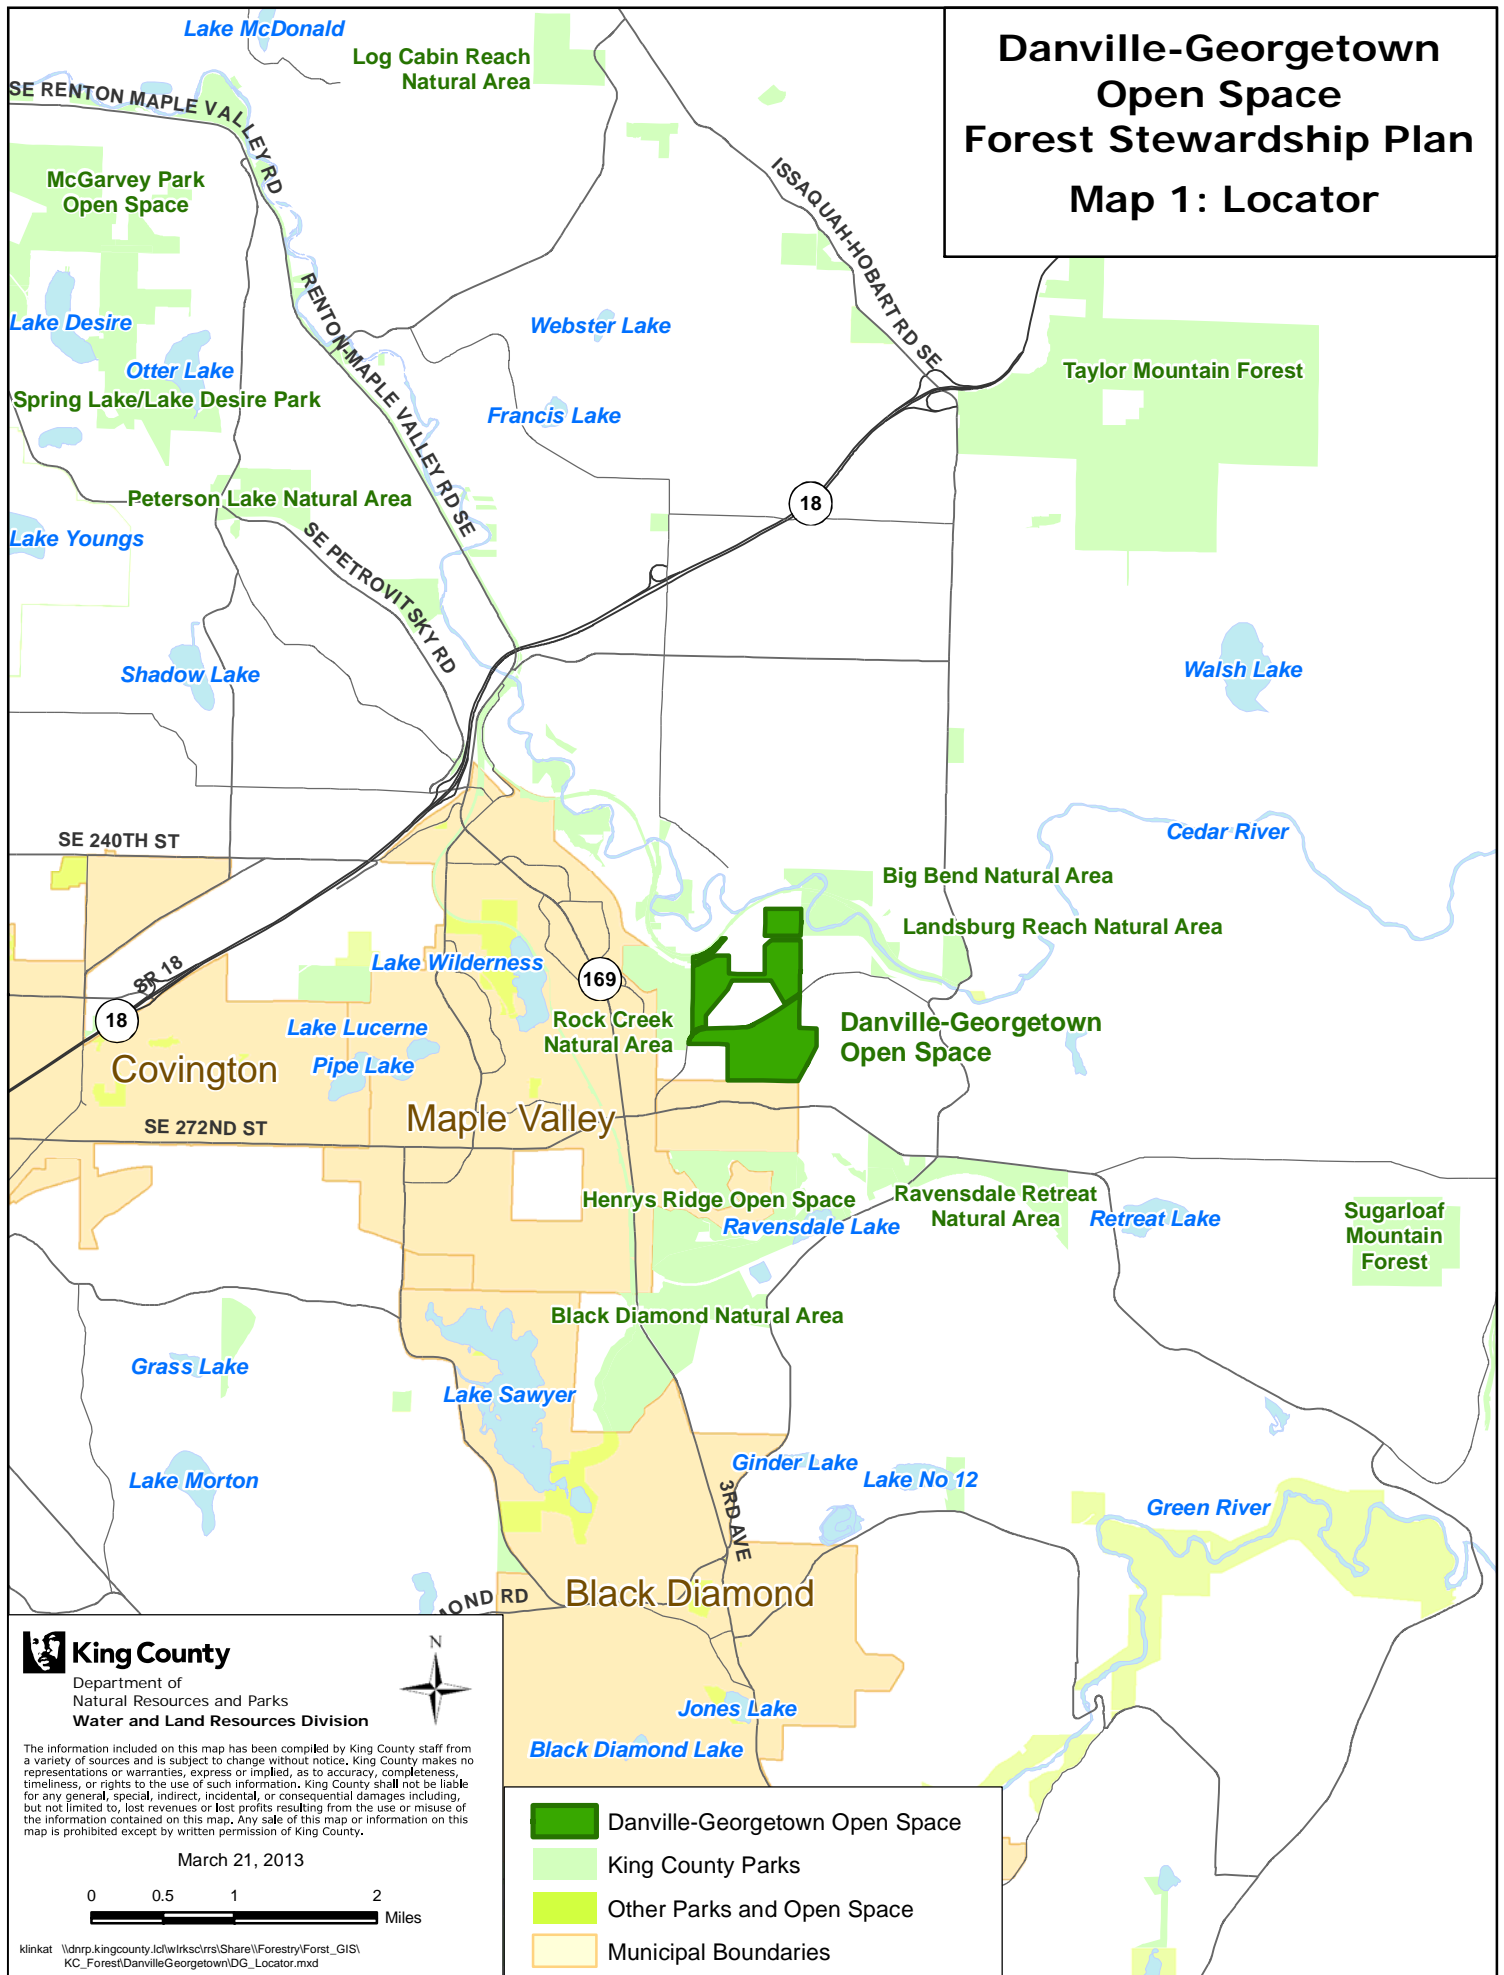 Danville-Georgetown
Open Space
Forest Stewardship Plan
Map 1: Locator
Lake McDonald
Log Cabin Reach
Natural Area
SE RENTON MAPLE VALLEY RD
McGarvey Park
Open Space
ISSAQUAH-HOBART RD SE
RENTON-MAPLE VALLEY RD SE
Lake Desire
Webster Lake
Otter Lake
Taylor Mountain Forest
Spring Lake/Lake Desire Park
Francis Lake
Peterson Lake Natural Area
18
Lake Youngs
SE PETROVITSKY RD
Shadow Lake
Walsh Lake
SE 240TH ST
Cedar River
Big Bend Natural Area
Landsburg Reach Natural Area
Lake Wilderness
SR 18
169
18
Rock Creek
Natural Area
Danville-Georgetown
Open Space
Lake Lucerne
Covington
Pipe Lake
Maple Valley
SE 272ND ST
Henrys Ridge Open Space
Ravensdale Retreat
Natural Area
Ravensdale Lake
Retreat Lake
Sugarloaf
Mountain
Forest
Black Diamond Natural Area
Grass Lake
Lake Sawyer
Ginder Lake
Lake No 12
Lake Morton
3RD AVE
Green River
MOND RD
Black Diamond
Jones Lake
Black Diamond Lake
King County
N
Department of
Natural Resources and Parks
Water and Land Resources Division
The information included on this map has been compiled by King County staff from
a variety of sources and is subject to change without notice. King County makes no
representations or warranties, express or implied, as to accuracy, completeness,
timeliness, or rights to the use of such information. King County shall not be liable
for any general, special, indirect, incidental, or consequential damages including,
but not limited to, lost revenues or lost profits resulting from the use or misuse of
the information contained on this map. Any sale of this map or information on this
map is prohibited except by written permission of King County.
March 21, 2013
0 0.5 1 2
Miles
klinkat \\dnrp.kingcounty.lcl\wlrksc\rrs\Share\\Forestry\Forst_GIS\
KC_Forest\DanvilleGeorgetown\DG_Locator.mxd
Danville-Georgetown Open Space
King County Parks
Other Parks and Open Space
Municipal Boundaries